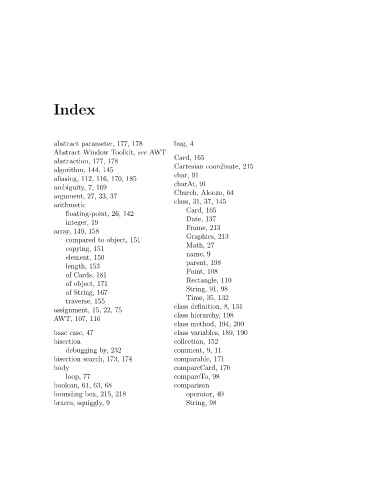 Index
abstract parameter, 177, 178
Abstract Window Toolkit, see AWT
abstraction, 177, 178
algorithm, 144, 145
aliasing, 112, 116, 170, 185
ambiguity, 7, 169
argument, 27, 33, 37
arithmetic
floating-point, 26, 142
integer, 19
array, 149, 158
compared to object, 151
copying, 151
element, 150
length, 153
of Cards, 181
of object, 171
of String, 167
traverse, 155
assignment, 15, 22, 75
AWT, 107, 116
base case, 47
bisection
debugging by, 232
bisection search, 173, 174
body
loop, 77
boolean, 61, 63, 68
bounding box, 215, 218
braces, squiggly, 9
bug, 4
Card, 165
Cartesian coordinate, 215
char, 91
charAt, 91
Church, Alonzo, 64
class, 31, 37, 145
Card, 165
Date, 137
Frame, 213
Graphics, 213
Math, 27
name, 9
parent, 198
Point, 108
Rectangle, 110
String, 91, 98
Time, 35, 132
class definition, 8, 131
class hierarchy, 198
class method, 194, 200
class variables, 189, 190
collection, 152
comment, 9, 11
comparable, 171
compareCard, 170
compareTo, 98
comparison
operator, 40
String, 98